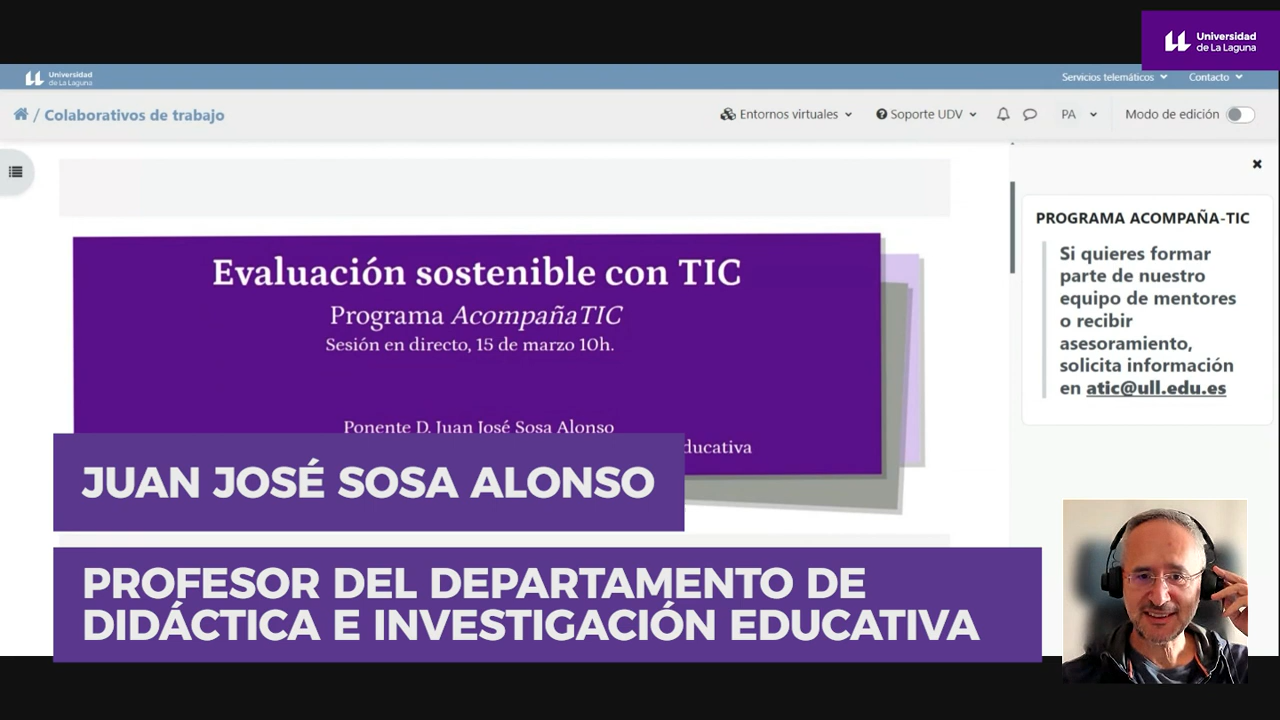 Universidad
de La Laguna
Universidad
de La Laguna
Servicios telemáticos
Contacto
/ Colaborativos de trabajo
Entornos virtuales
Soporte UDV
PA
Modo de edición
Evaluación sostenible con TIC
Programa AcompañaTIC
Sesión en directo, 15 de marzo 10h.
Ponente D. Juan José Sosa Alonso
ducativa
PROGRAMA ACOMPAÑA-TIC
Si quieres formar
parte de nuestro
equipo de mentores
o recibir
asesoramiento,
solicita información
en atic@ull.edu.es
JUAN JOSÉ SOSA ALONSO
PROFESOR DEL DEPARTAMENTO DE
DIDÁCTICA E INVESTIGACIÓN EDUCATIVA